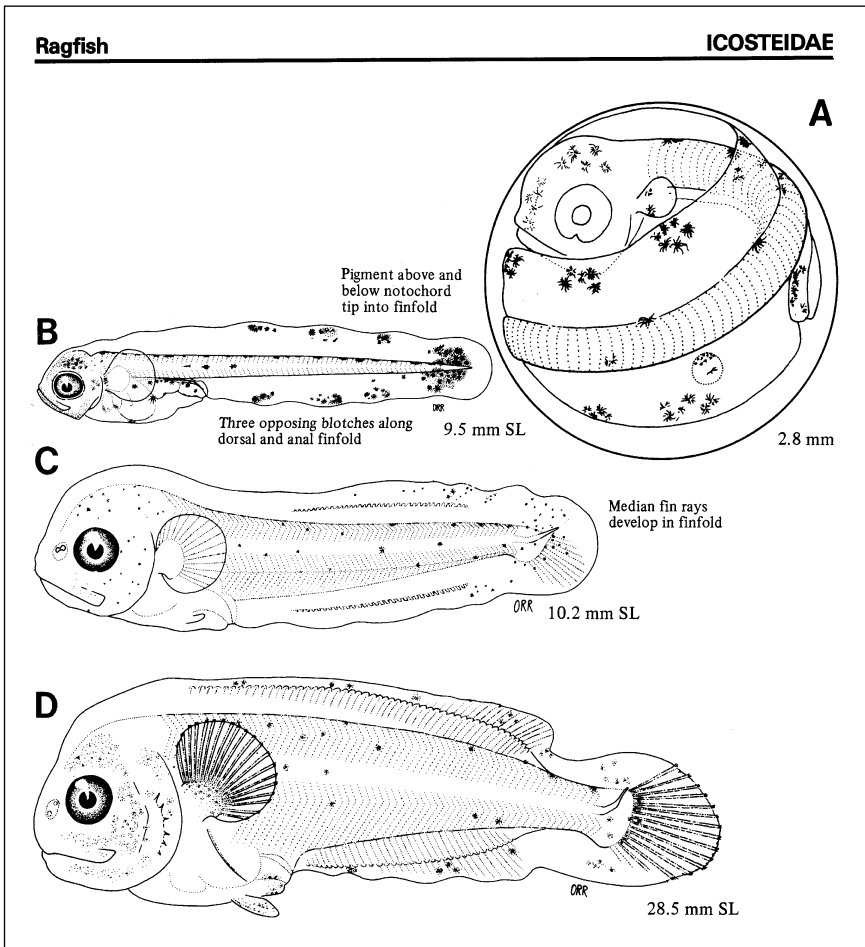 Ragfish
ICOSTEIDAE
A
2.8 mm
Pigment above and
below notochord
tip into finfold
B
Three opposing blotches along
dorsal and anal finfold
ORR
9.5 mm SL
C
Median fin rays
develop in finfold
ORR
10.2 mm SL
D
ORR
28.5 mm SL